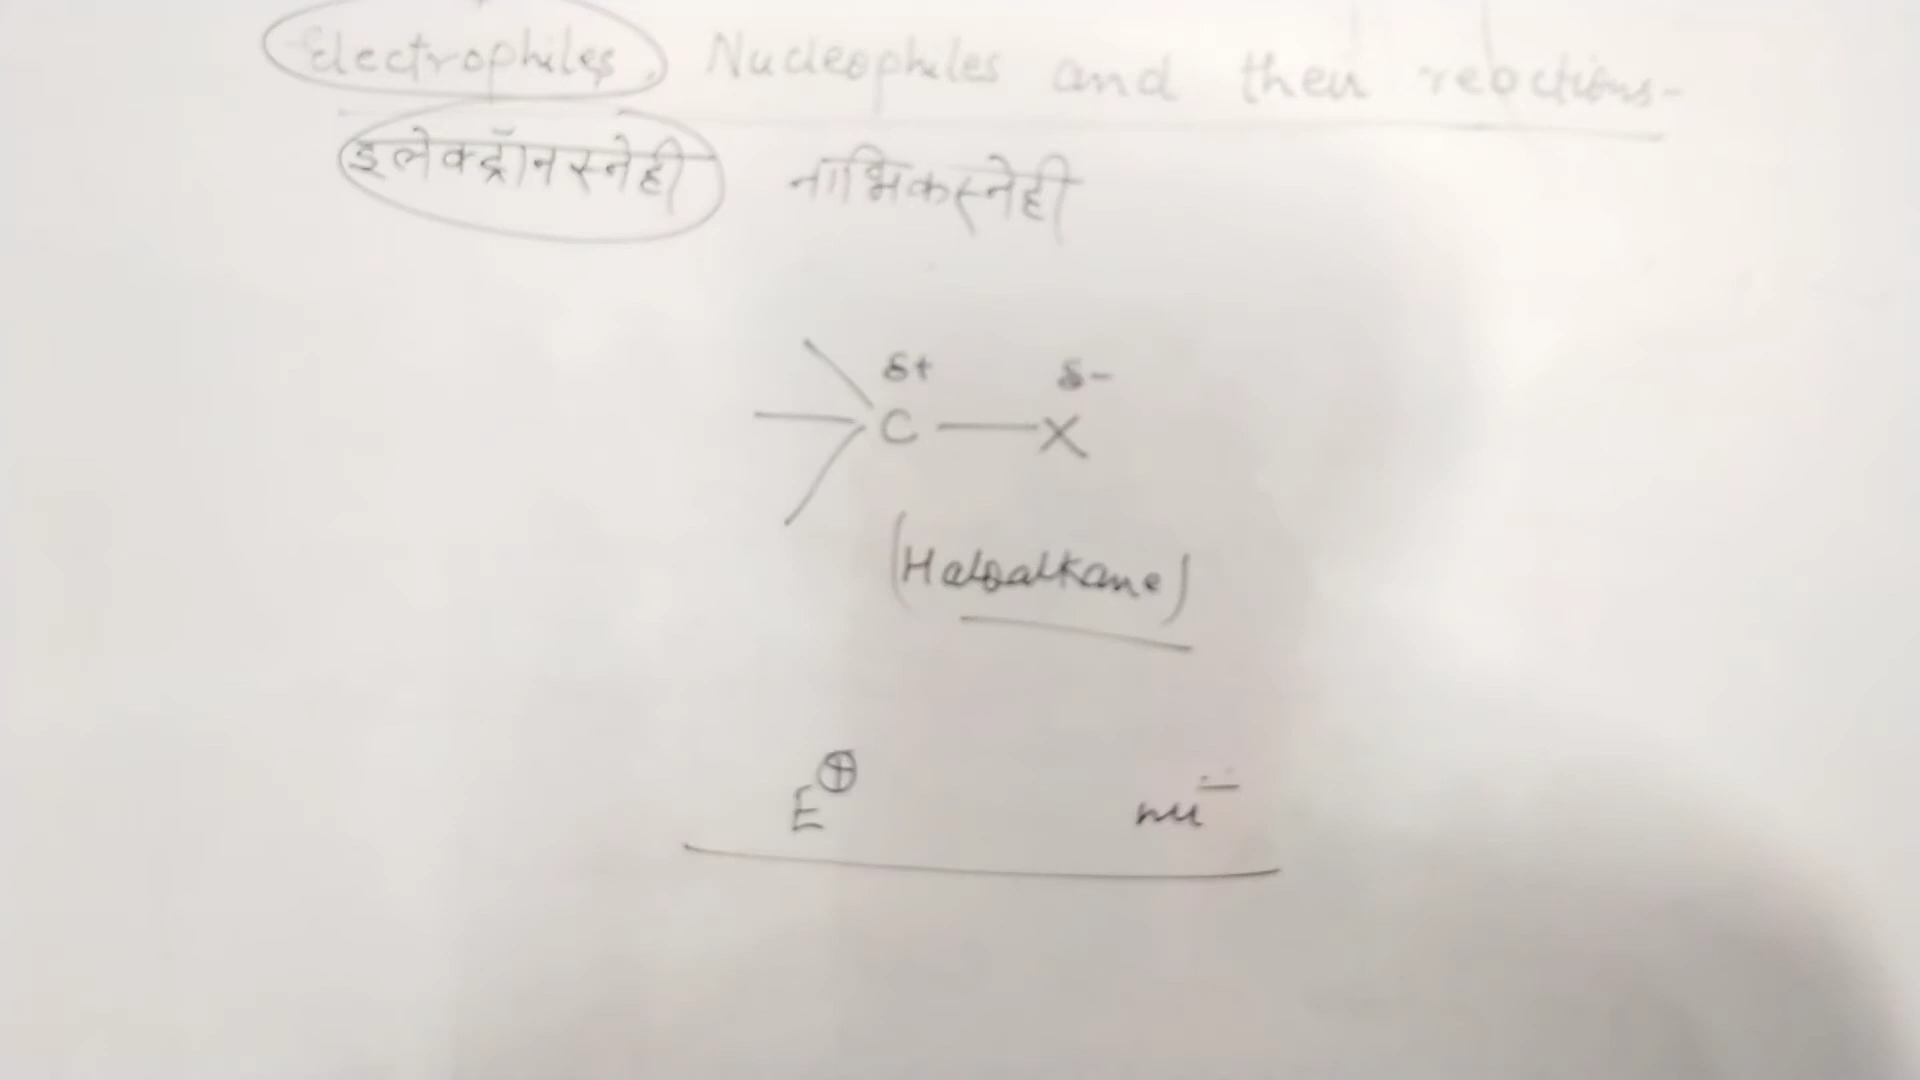 Electrophiles, Nucleophiles and their reactions-
इलेक्ट्रॉनस्नेही नाभिकस्नेही
δ+ δ-
C — X
(Haloalkane)
E⊕ nu⁻